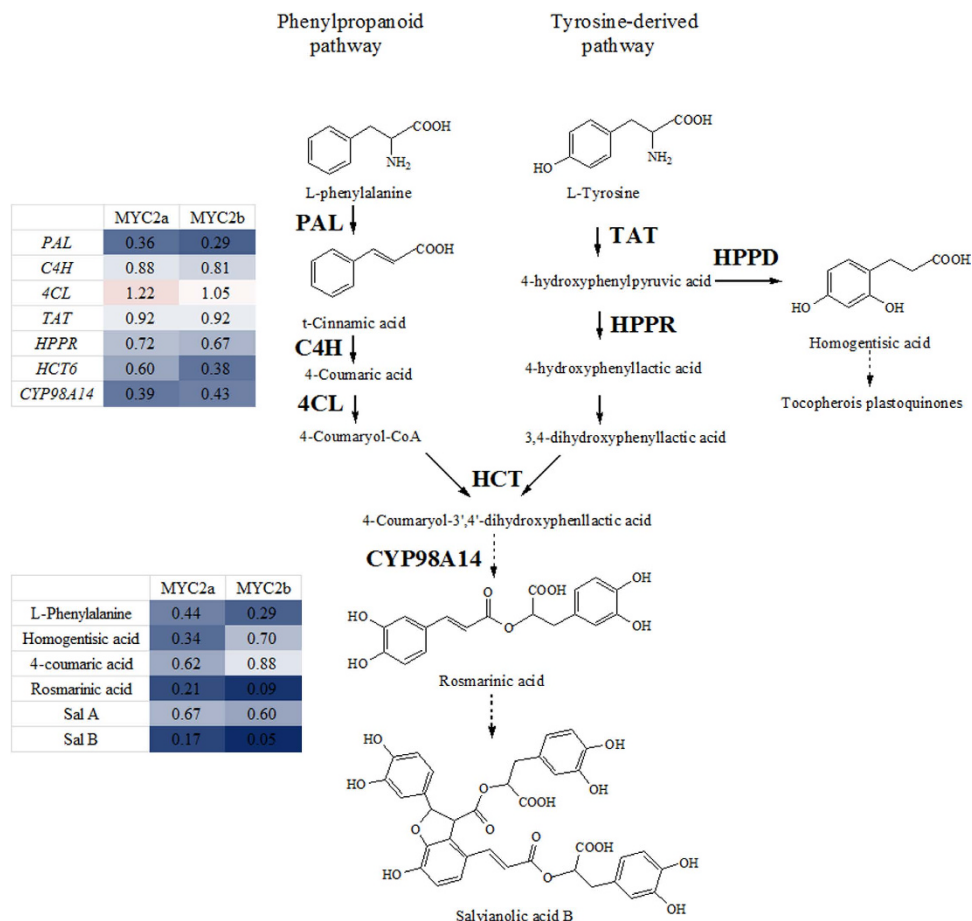 Phenylpropanoid
pathway
Tyrosine-derived
pathway
COOH
NH2
L-phenylalanine
HO
COOH
NH2
L-Tyrosine
PAL
TAT
COOH
t-Cinnamic acid
4-hydroxyphenylpyruvic acid
HPPD
COOH
HO
OH
Homogentisic acid
Tocopherois plastoquinones
C4H
4-Coumaric acid
HPPR
4-hydroxyphenyllactic acid
4CL
4-Coumaryol-CoA
3,4-dihydroxyphenyllactic acid
HCT
4-Coumaryol-3',4'-dihydroxyphenllactic acid
CYP98A14
HO
HO
O
O
COOH
OH
OH
Rosmarinic acid
HO
HO
O
HO
O
O
COOH
OH
OH
O
O
COOH
OH
OH
Salvianolic acid B
MYC2a MYC2b
PAL 0.36 0.29
C4H 0.88 0.81
4CL 1.22 1.05
TAT 0.92 0.92
HPPR 0.72 0.67
HCT6 0.60 0.38
CYP98A14 0.39 0.43
MYC2a MYC2b
L-Phenylalanine 0.44 0.29
Homogentisic acid 0.34 0.70
4-coumaric acid 0.62 0.88
Rosmarinic acid 0.21 0.09
Sal A 0.67 0.60
Sal B 0.17 0.05